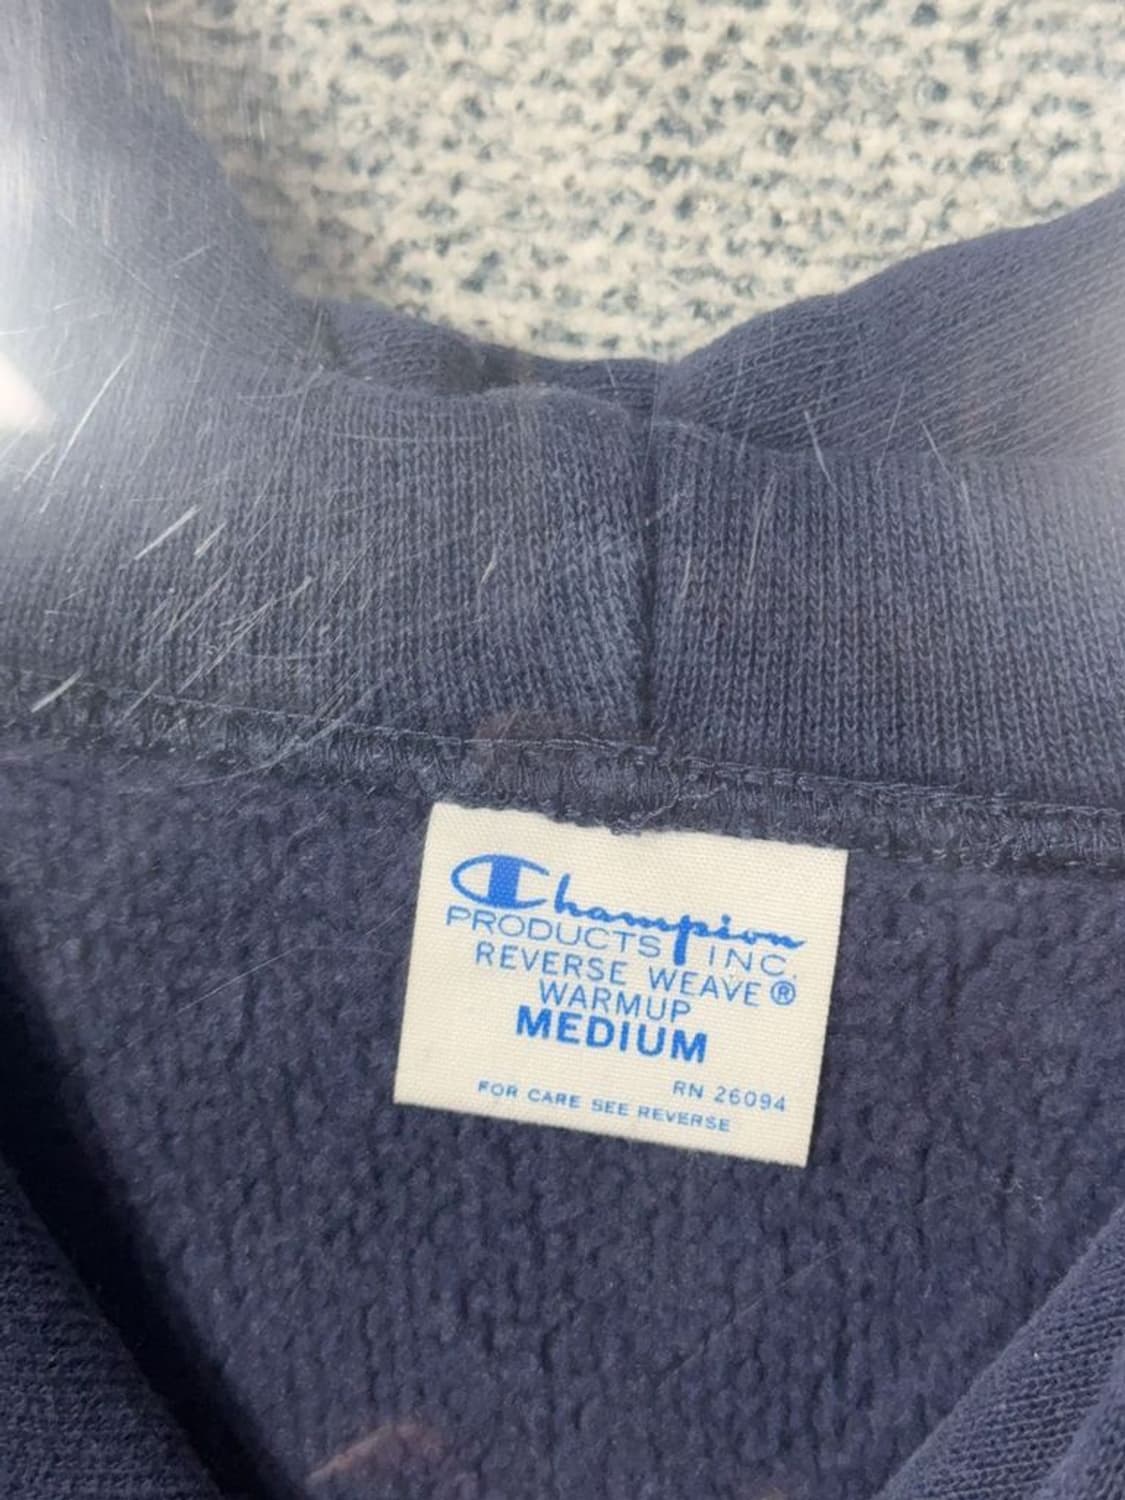 Champion
PRODUCTS INC.
REVERSE WEAVE®
WARMUP
MEDIUM
RN 26094
FOR CARE SEE REVERSE